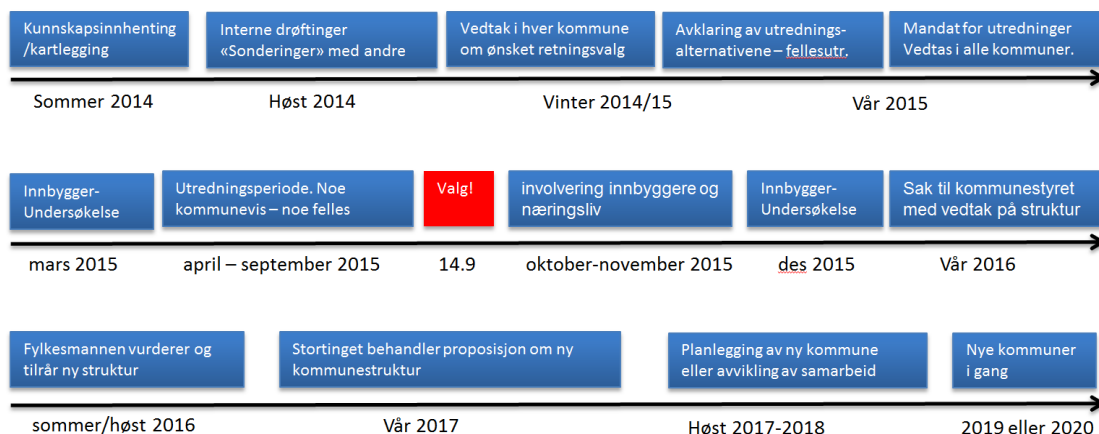 Kunnskapsinnhenting
/kartlegging
Interne drøftinger
«Sonderinger» med andre
Vedtak i hver kommune
om ønsket retningsvalg
Avklaring av utrednings-
alternativene – fellesutr.
Mandat for utredninger
Vedtas i alle kommuner.
Sommer 2014
Høst 2014
Vinter 2014/15
Vår 2015
Innbygger-
Undersøkelse
Utredningsperiode. Noe
kommunevis – noe felles
Valg!
involvering innbyggere og
næringsliv
Innbygger-
Undersøkelse
Sak til kommunestyret
med vedtak på struktur
mars 2015
april – september 2015
14.9
oktober-november 2015
des 2015
Vår 2016
Fylkesmannen vurderer og
tilrår ny struktur
Stortinget behandler proposisjon om ny
kommunestruktur
Planlegging av ny kommune
eller avvikling av samarbeid
Nye kommuner
i gang
sommer/høst 2016
Vår 2017
Høst 2017-2018
2019 eller 2020